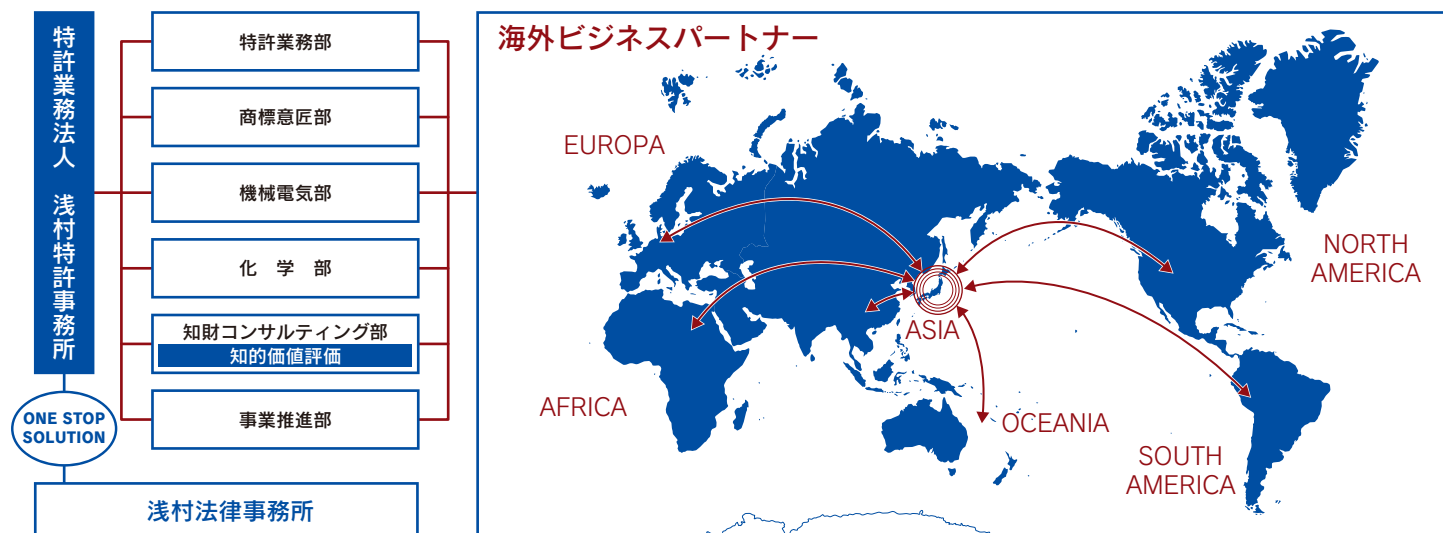 特許業務法人　浅村特許事務所
ONE STOP
SOLUTION
浅村法律事務所
特許業務部
商標意匠部
機械電気部
化　学　部
知財コンサルティング部
知的価値評価
事業推進部
海外ビジネスパートナー
EUROPA
ASIA
AFRICA
OCEANIA
NORTH
AMERICA
SOUTH
AMERICA